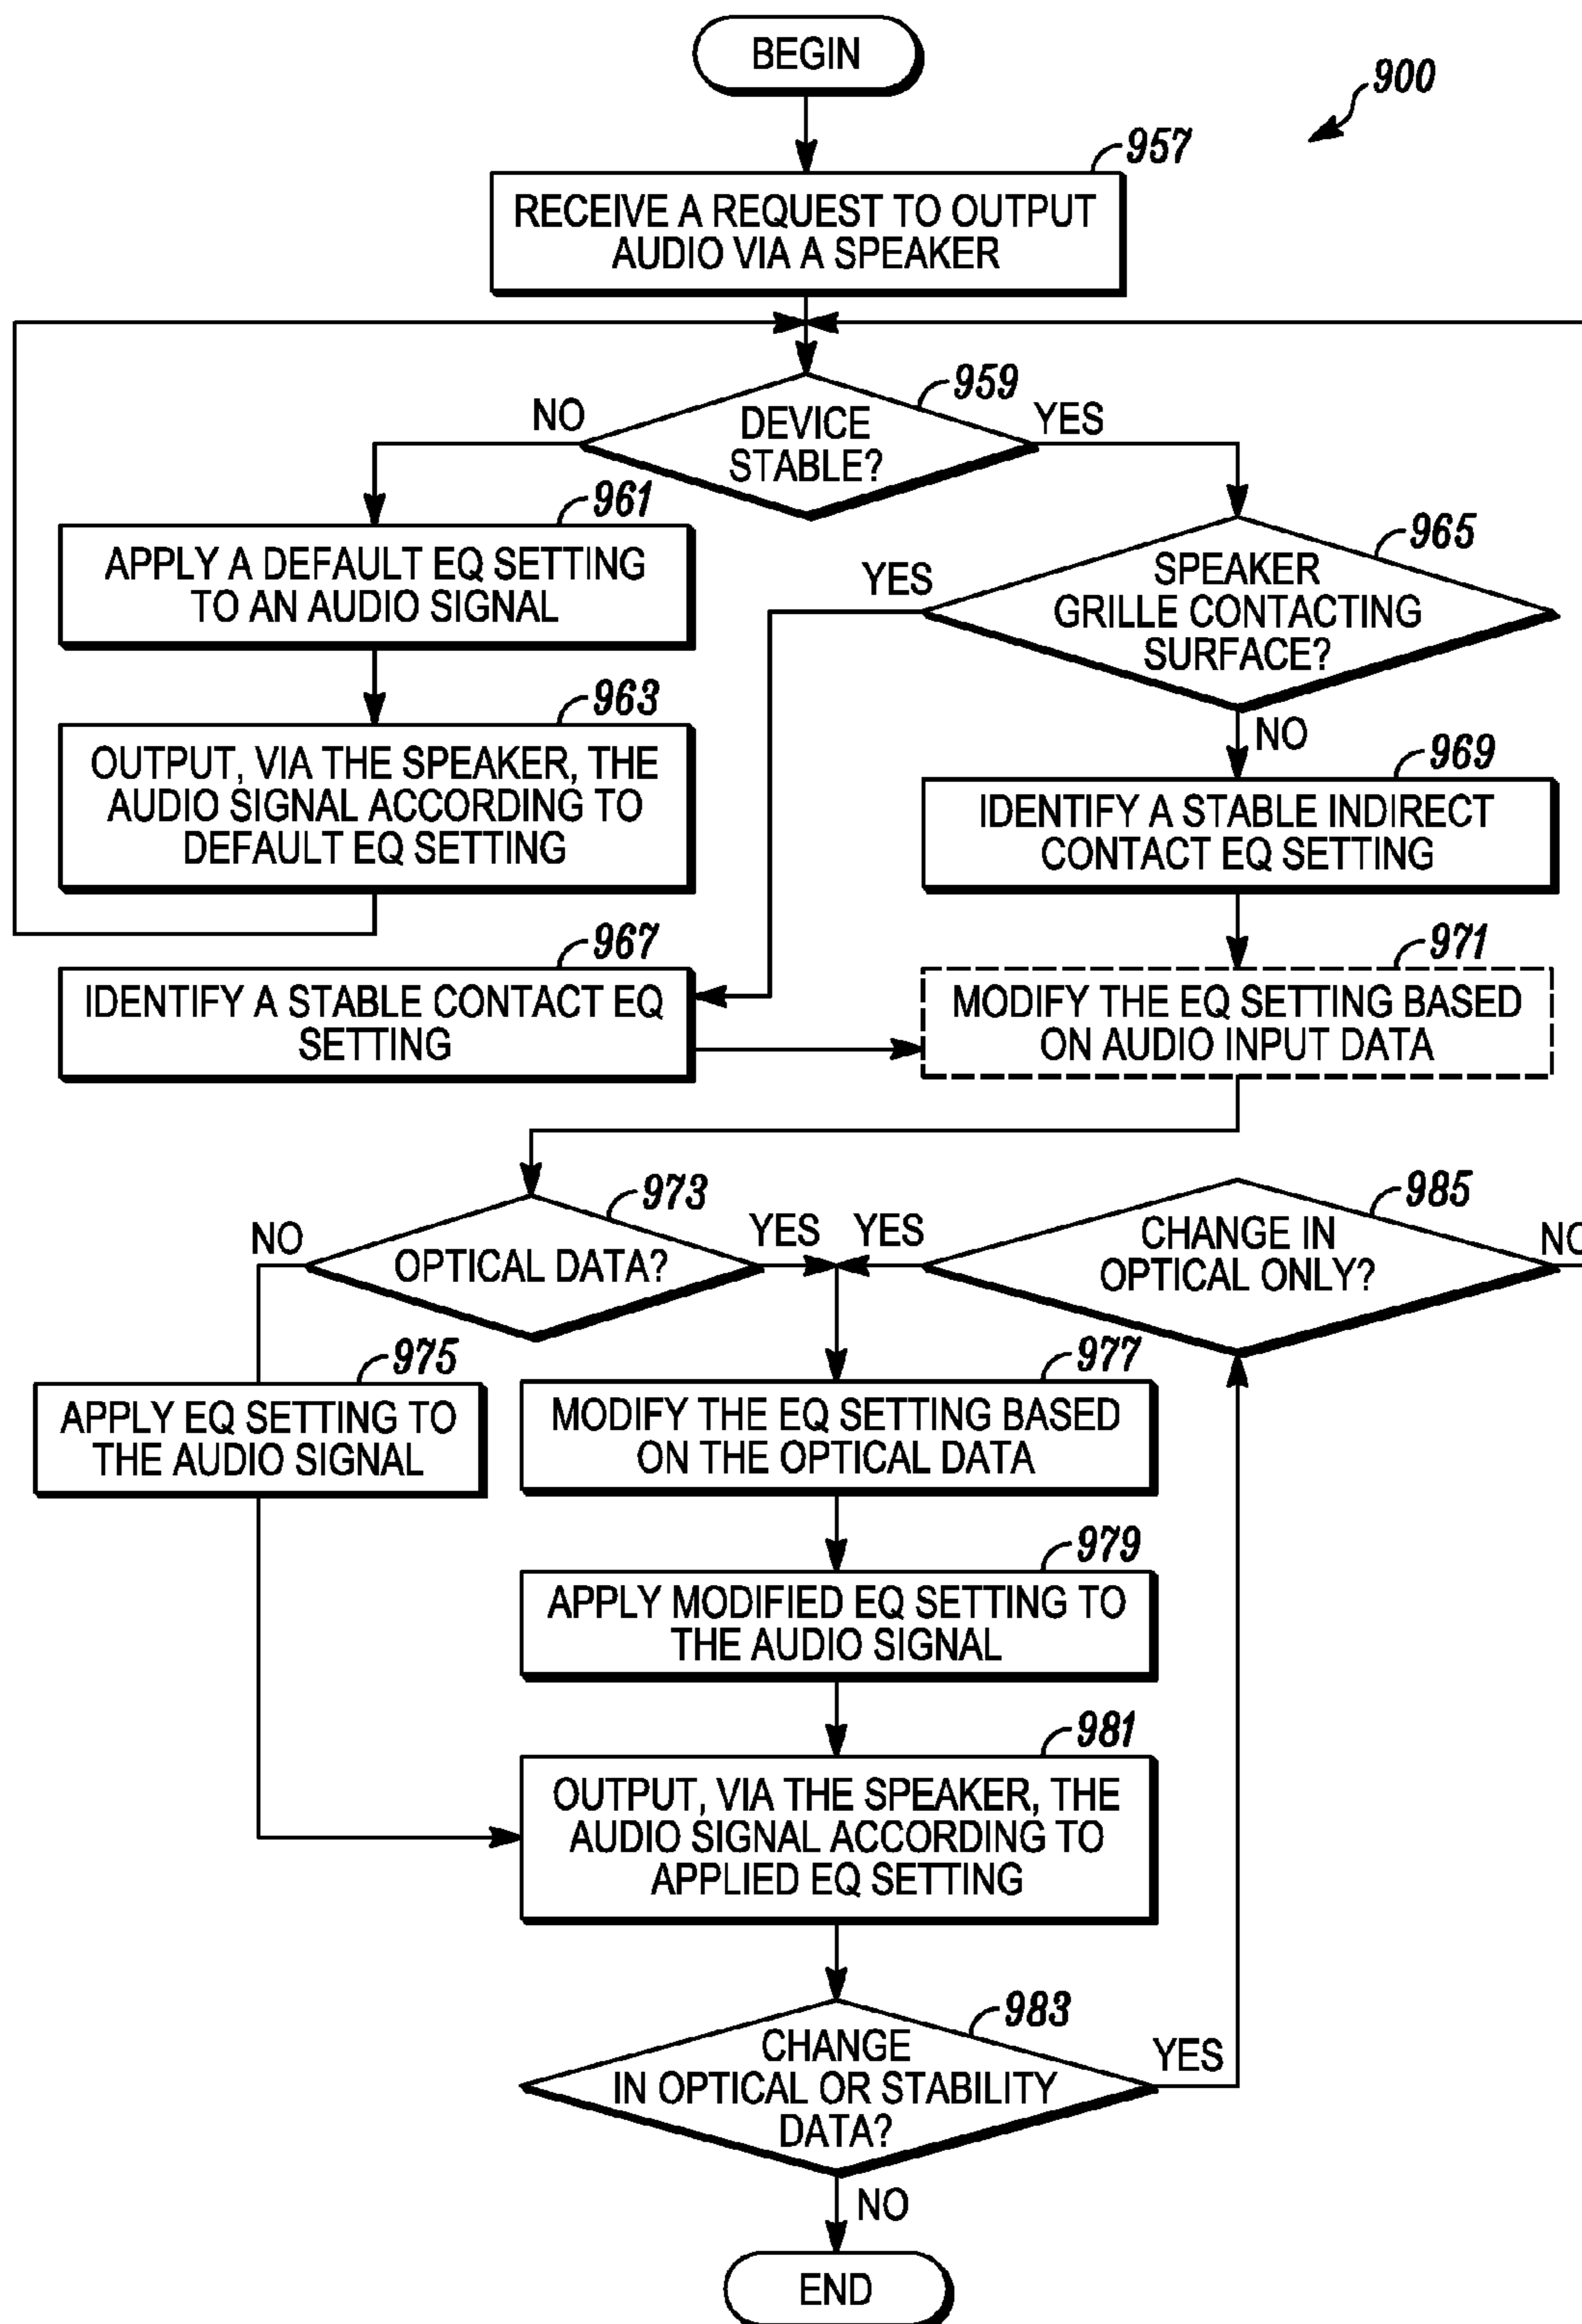 BEGIN
900
957
RECEIVE A REQUEST TO OUTPUT
AUDIO VIA A SPEAKER
959
NO
DEVICE
STABLE?
YES
961
APPLY A DEFAULT EQ SETTING
TO AN AUDIO SIGNAL
965
YES
SPEAKER
GRILLE CONTACTING
SURFACE?
NO
963
OUTPUT, VIA THE SPEAKER, THE
AUDIO SIGNAL ACCORDING TO
DEFAULT EQ SETTING
969
IDENTIFY A STABLE INDIRECT
CONTACT EQ SETTING
967
IDENTIFY A STABLE CONTACT EQ
SETTING
971
MODIFY THE EQ SETTING BASED
ON AUDIO INPUT DATA
973
NO
OPTICAL DATA?
YES
985
YES
CHANGE IN
OPTICAL ONLY?
NO
975
APPLY EQ SETTING TO
THE AUDIO SIGNAL
977
MODIFY THE EQ SETTING BASED
ON THE OPTICAL DATA
979
APPLY MODIFIED EQ SETTING TO
THE AUDIO SIGNAL
981
OUTPUT, VIA THE SPEAKER, THE
AUDIO SIGNAL ACCORDING TO
APPLIED EQ SETTING
983
CHANGE
IN OPTICAL OR STABILITY
DATA?
YES
NO
END